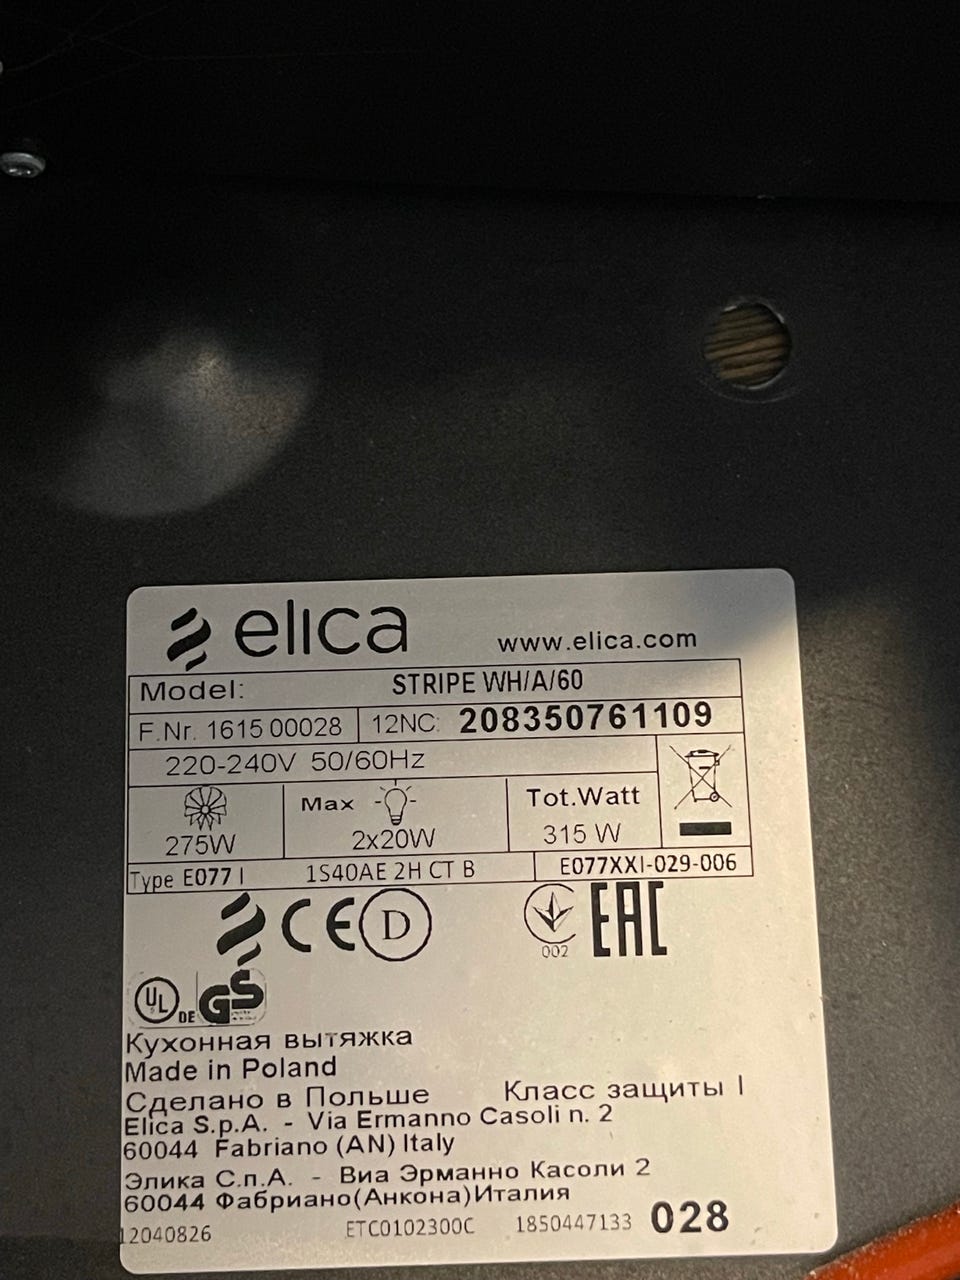 elica www.elica.com
Model: STRIPE WH/A/60
F.Nr. 1615 00028 12NC: 208350761109
220-240V 50/60Hz
Max Tot.Watt
275W 2x20W 315 W
Type E077 I 1S40AE 2H CT B E077XXI-029-006
CE D EAC
002
UL DE GS
Кухонная вытяжка
Made in Poland
Сделано в Польше Класс защиты I
Elica S.p.A. - Via Ermanno Casoli n. 2
60044 Fabriano (AN) Italy
Элика С.п.А. - Виа Эрманно Касоли 2
60044 Фабриано(Анкона)Италия
12040826 ETC0102300C 1850447133 028